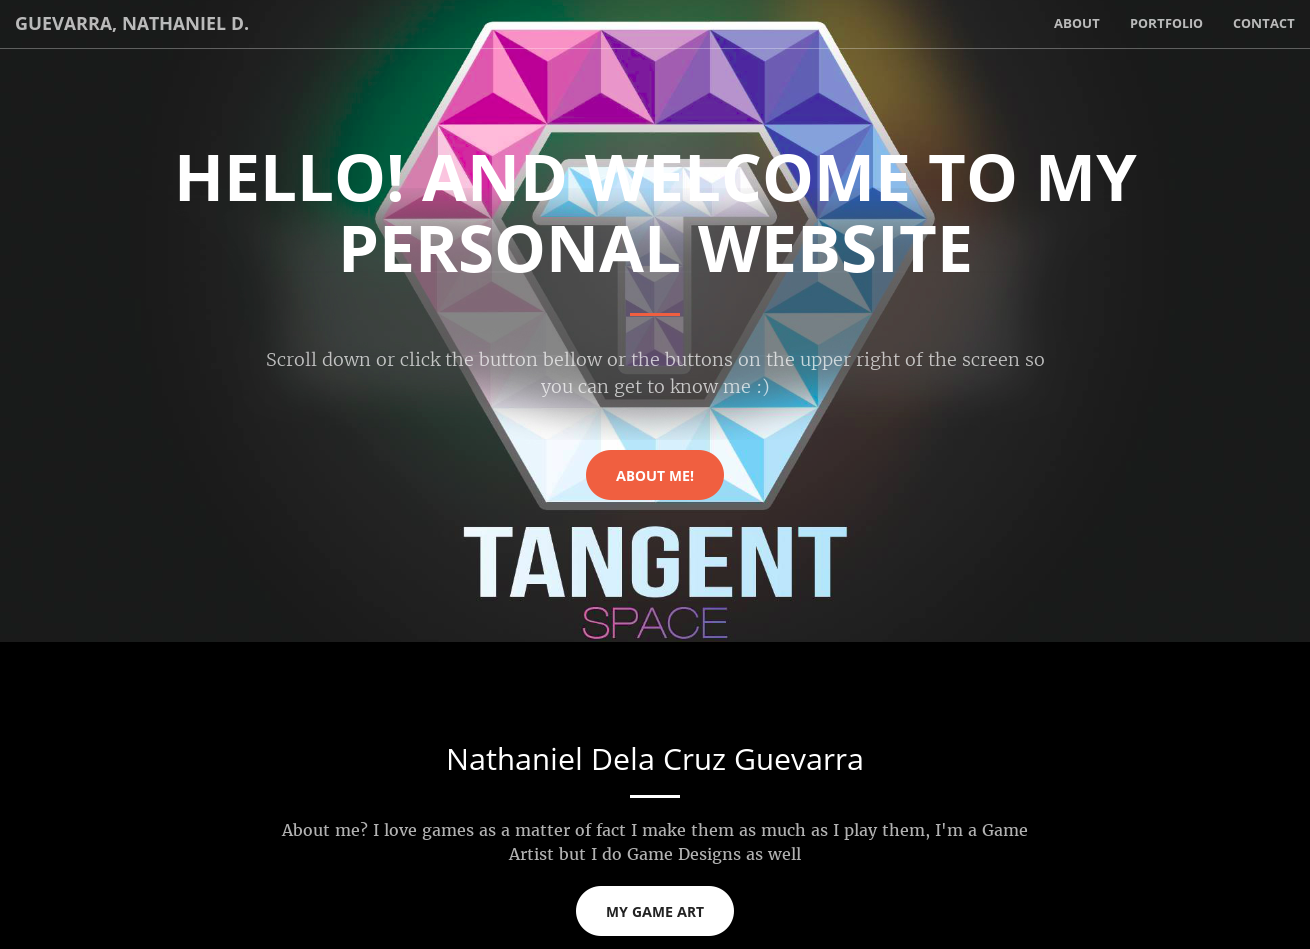 GUEVARRA, NATHANIEL D.
ABOUT PORTFOLIO CONTACT
HELLO! AND WELCOME TO MY
PERSONAL WEBSITE
Scroll down or click the button bellow or the buttons on the upper right of the screen so
you can get to know me :)
ABOUT ME!
TANGENT
SPACE
Nathaniel Dela Cruz Guevarra
About me? I love games as a matter of fact I make them as much as I play them, I'm a Game
Artist but I do Game Designs as well
MY GAME ART